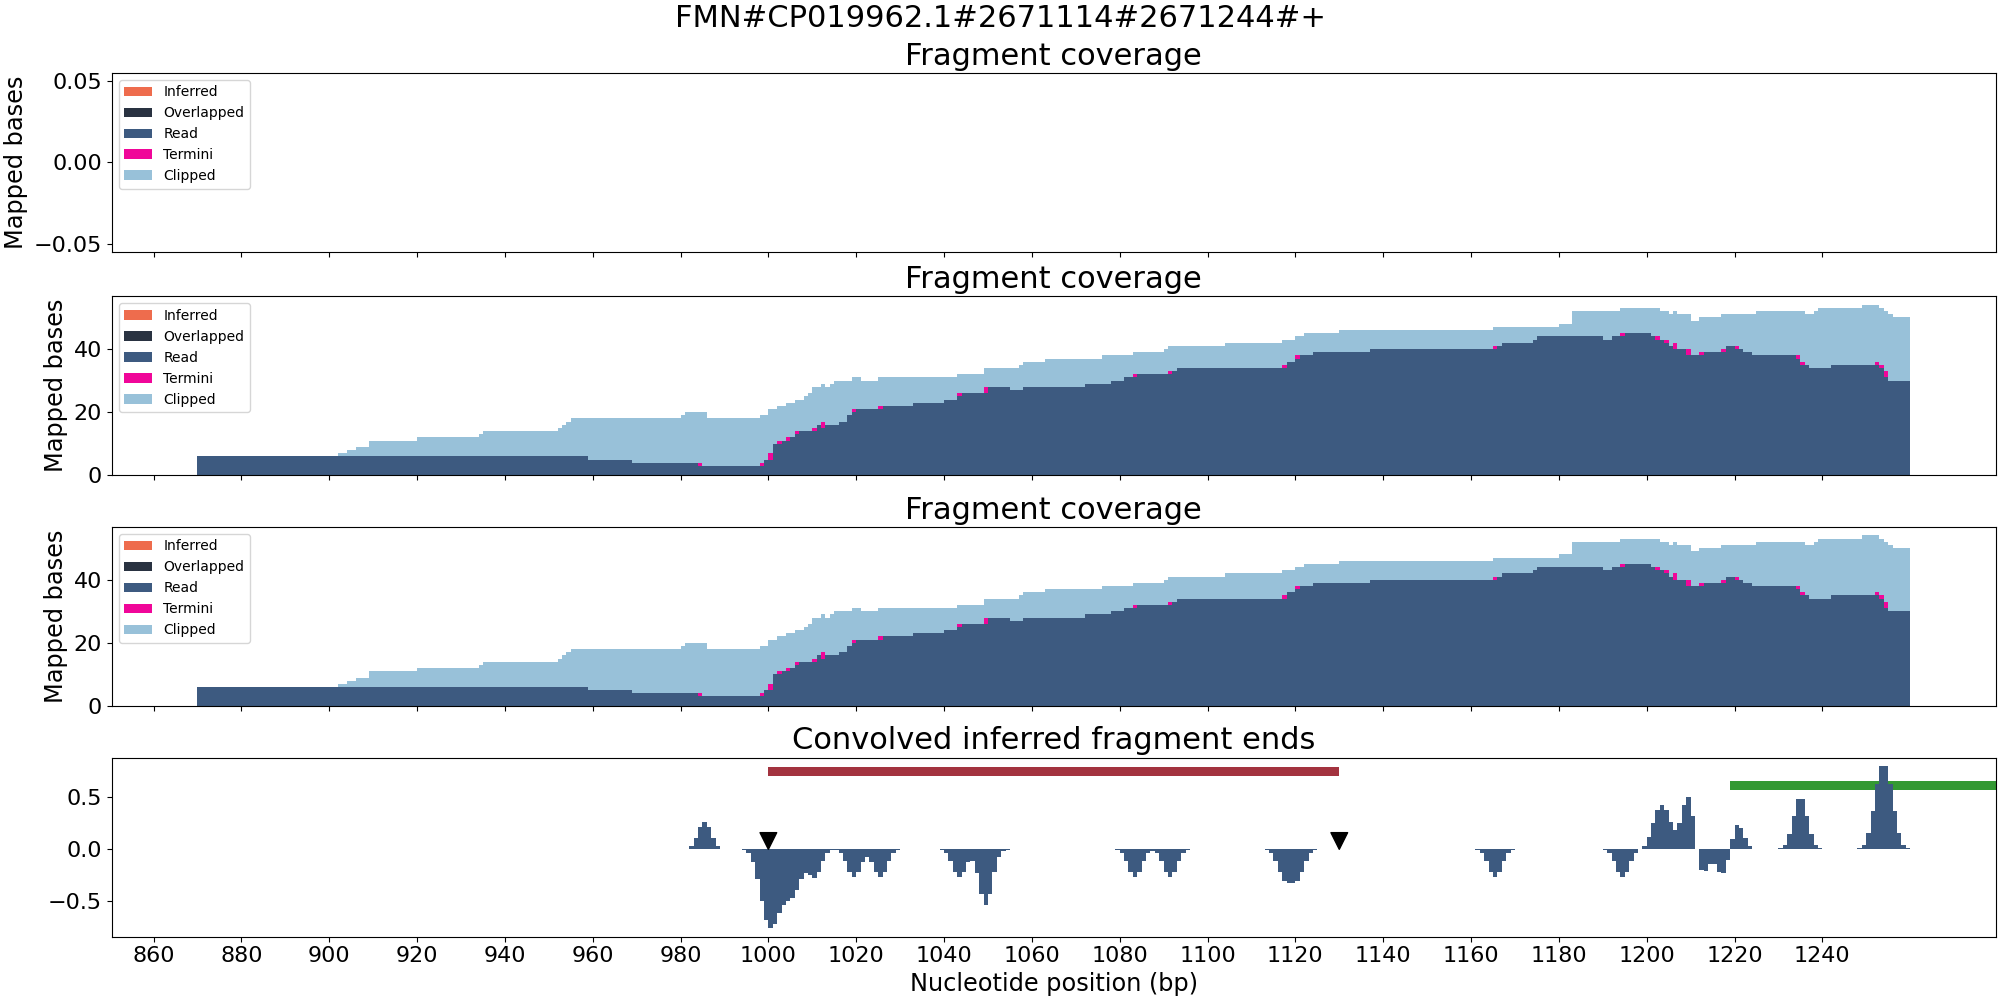 FMN#CP019962.1#2671114#2671244#+
Fragment coverage
Mapped bases
0.05
0.00
−0.05
Inferred
Overlapped
Read
Termini
Clipped
Fragment coverage
Mapped bases
40
20
0
Inferred
Overlapped
Read
Termini
Clipped
Fragment coverage
Mapped bases
40
20
0
Inferred
Overlapped
Read
Termini
Clipped
Convolved inferred fragment ends
0.5
0.0
−0.5
860 880 900 920 940 960 980 1000 1020 1040 1060 1080 1100 1120 1140 1160 1180 1200 1220 1240
Nucleotide position (bp)